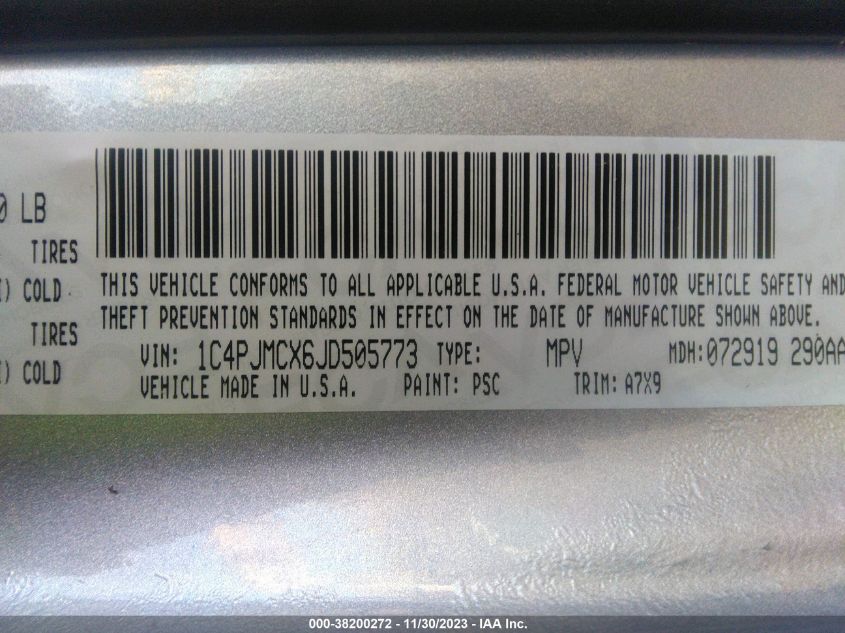 0 LB
TIRES
) COLD
THIS VEHICLE CONFORMS TO ALL APPLICABLE U.S.A. FEDERAL MOTOR VEHICLE SAFETY AND
THEFT PREVENTION STANDARDS IN EFFECT ON THE DATE OF MANUFACTURE SHOWN ABOVE.
TIRES
VIN: 1C4PJMCX6JD505773 TYPE: MPV MDH:072919 290AA
) COLD
VEHICLE MADE IN U.S.A. PAINT: PSC TRIM: A7X9
000-38200272 - 11/30/2023 - IAA Inc.